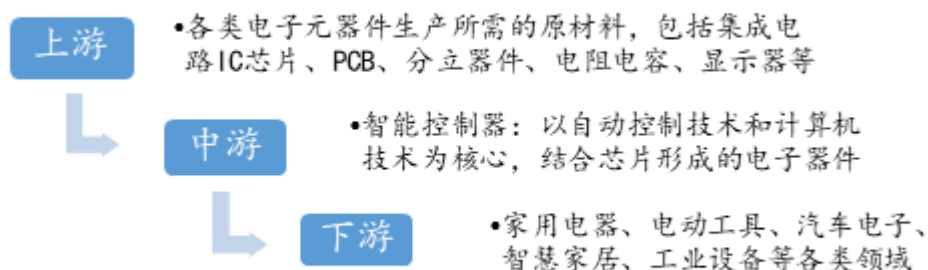 上游
•各类电子元器件生产所需的原材料，包括集成电
路IC芯片、PCB、分立器件、电阻电容、显示器等
中游
•智能控制器：以自动控制技术和计算机
技术为核心，结合芯片形成的电子器件
下游
•家用电器、电动工具、汽车电子、
智慧家居、工业设备等各类领域